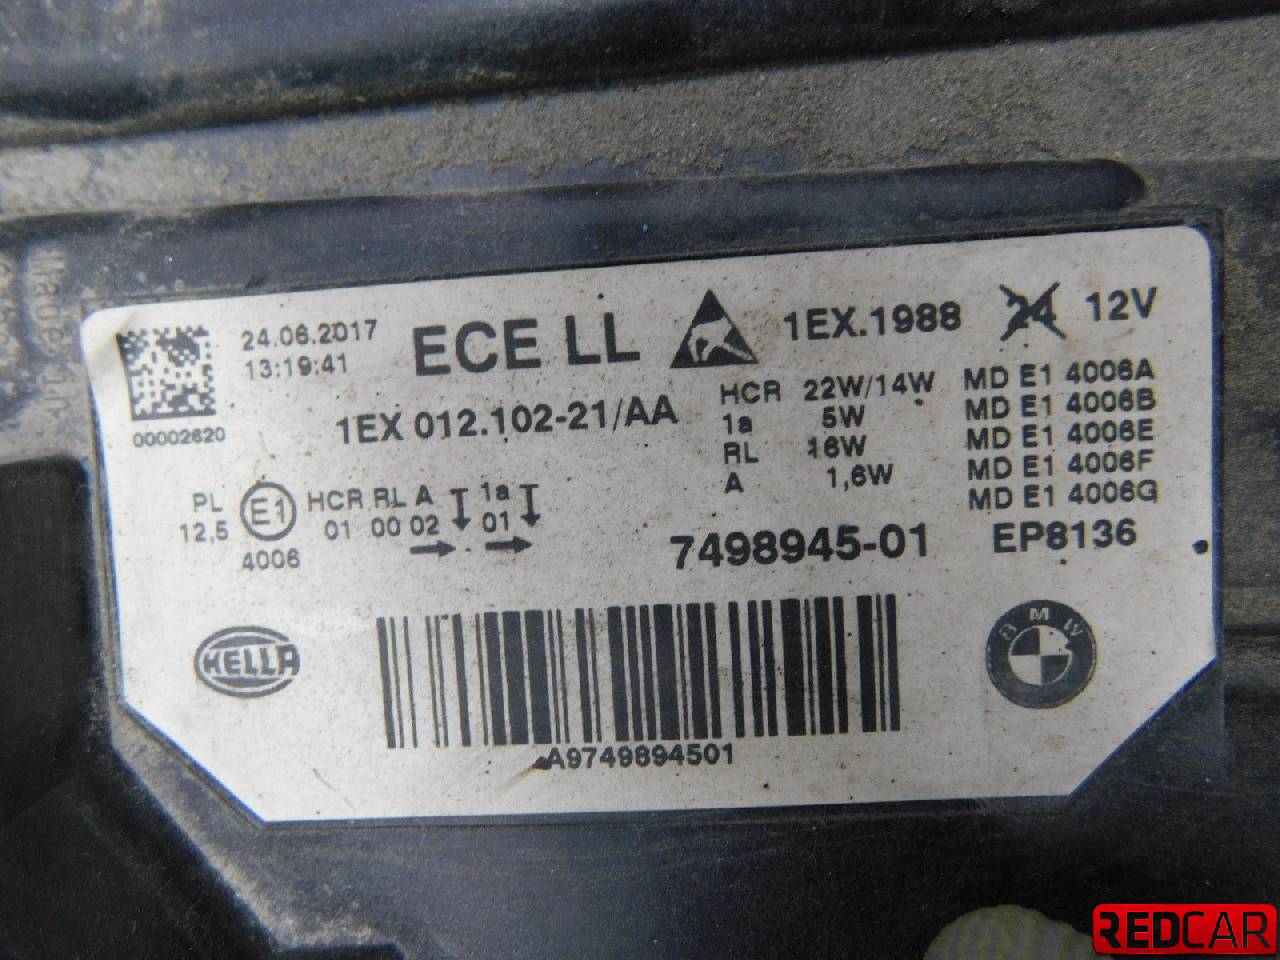 24.06.2017
13:19:41
ECE LL
1EX.1988
24 12V
00002620
1EX 012.102-21/AA
HCR 22W/14W
1a 5W
RL 16W
A 1,6W
MD E1 4006A
MD E1 4006B
MD E1 4006E
MD E1 4006F
MD E1 4006G
PL
12,5
E1
4006
HCR RL A 1a
01 00 02 01
7498945-01
EP8136
HELLA
BMW
A9749894501
REDCAR